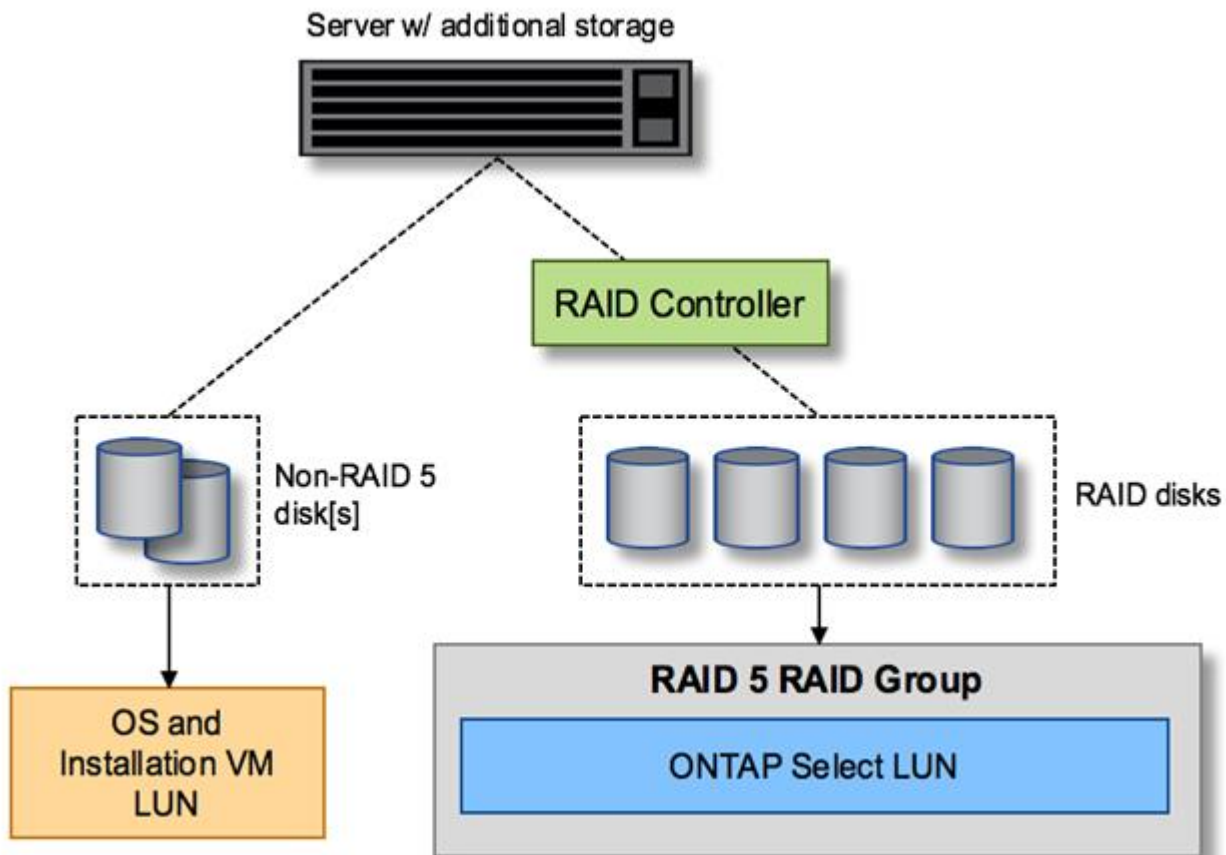 Server w/ additional storage
RAID Controller
Non-RAID 5
disk[s]
RAID disks
OS and
Installation VM
LUN
RAID 5 RAID Group
ONTAP Select LUN